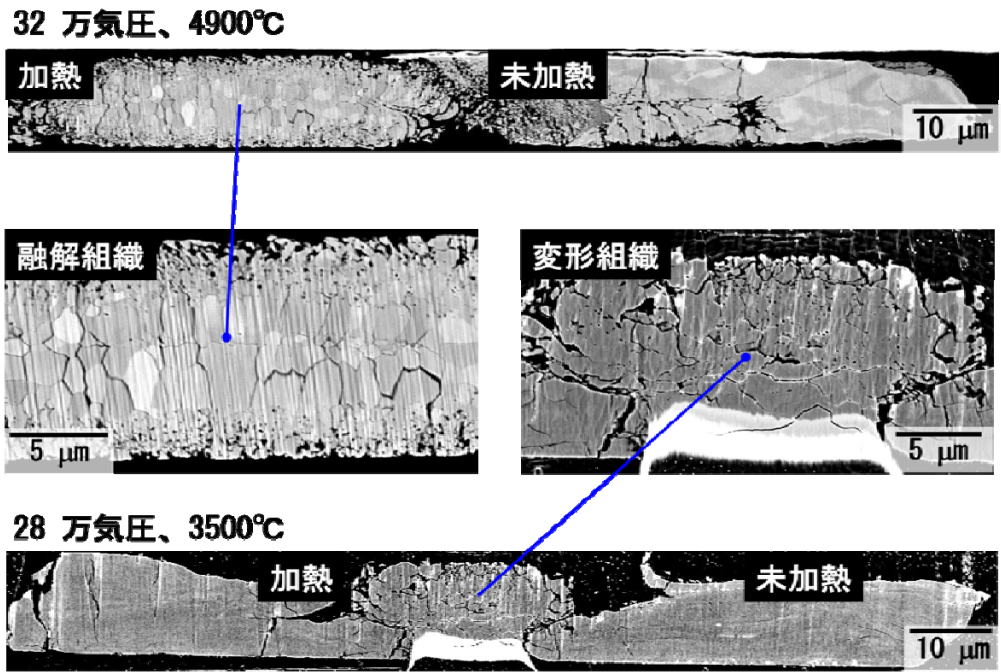 32 万気圧、4900℃
加熱
未加熱
10 μm
融解組織
変形組織
5 μm
5 μm
28 万気圧、3500℃
加熱
未加熱
10 μm